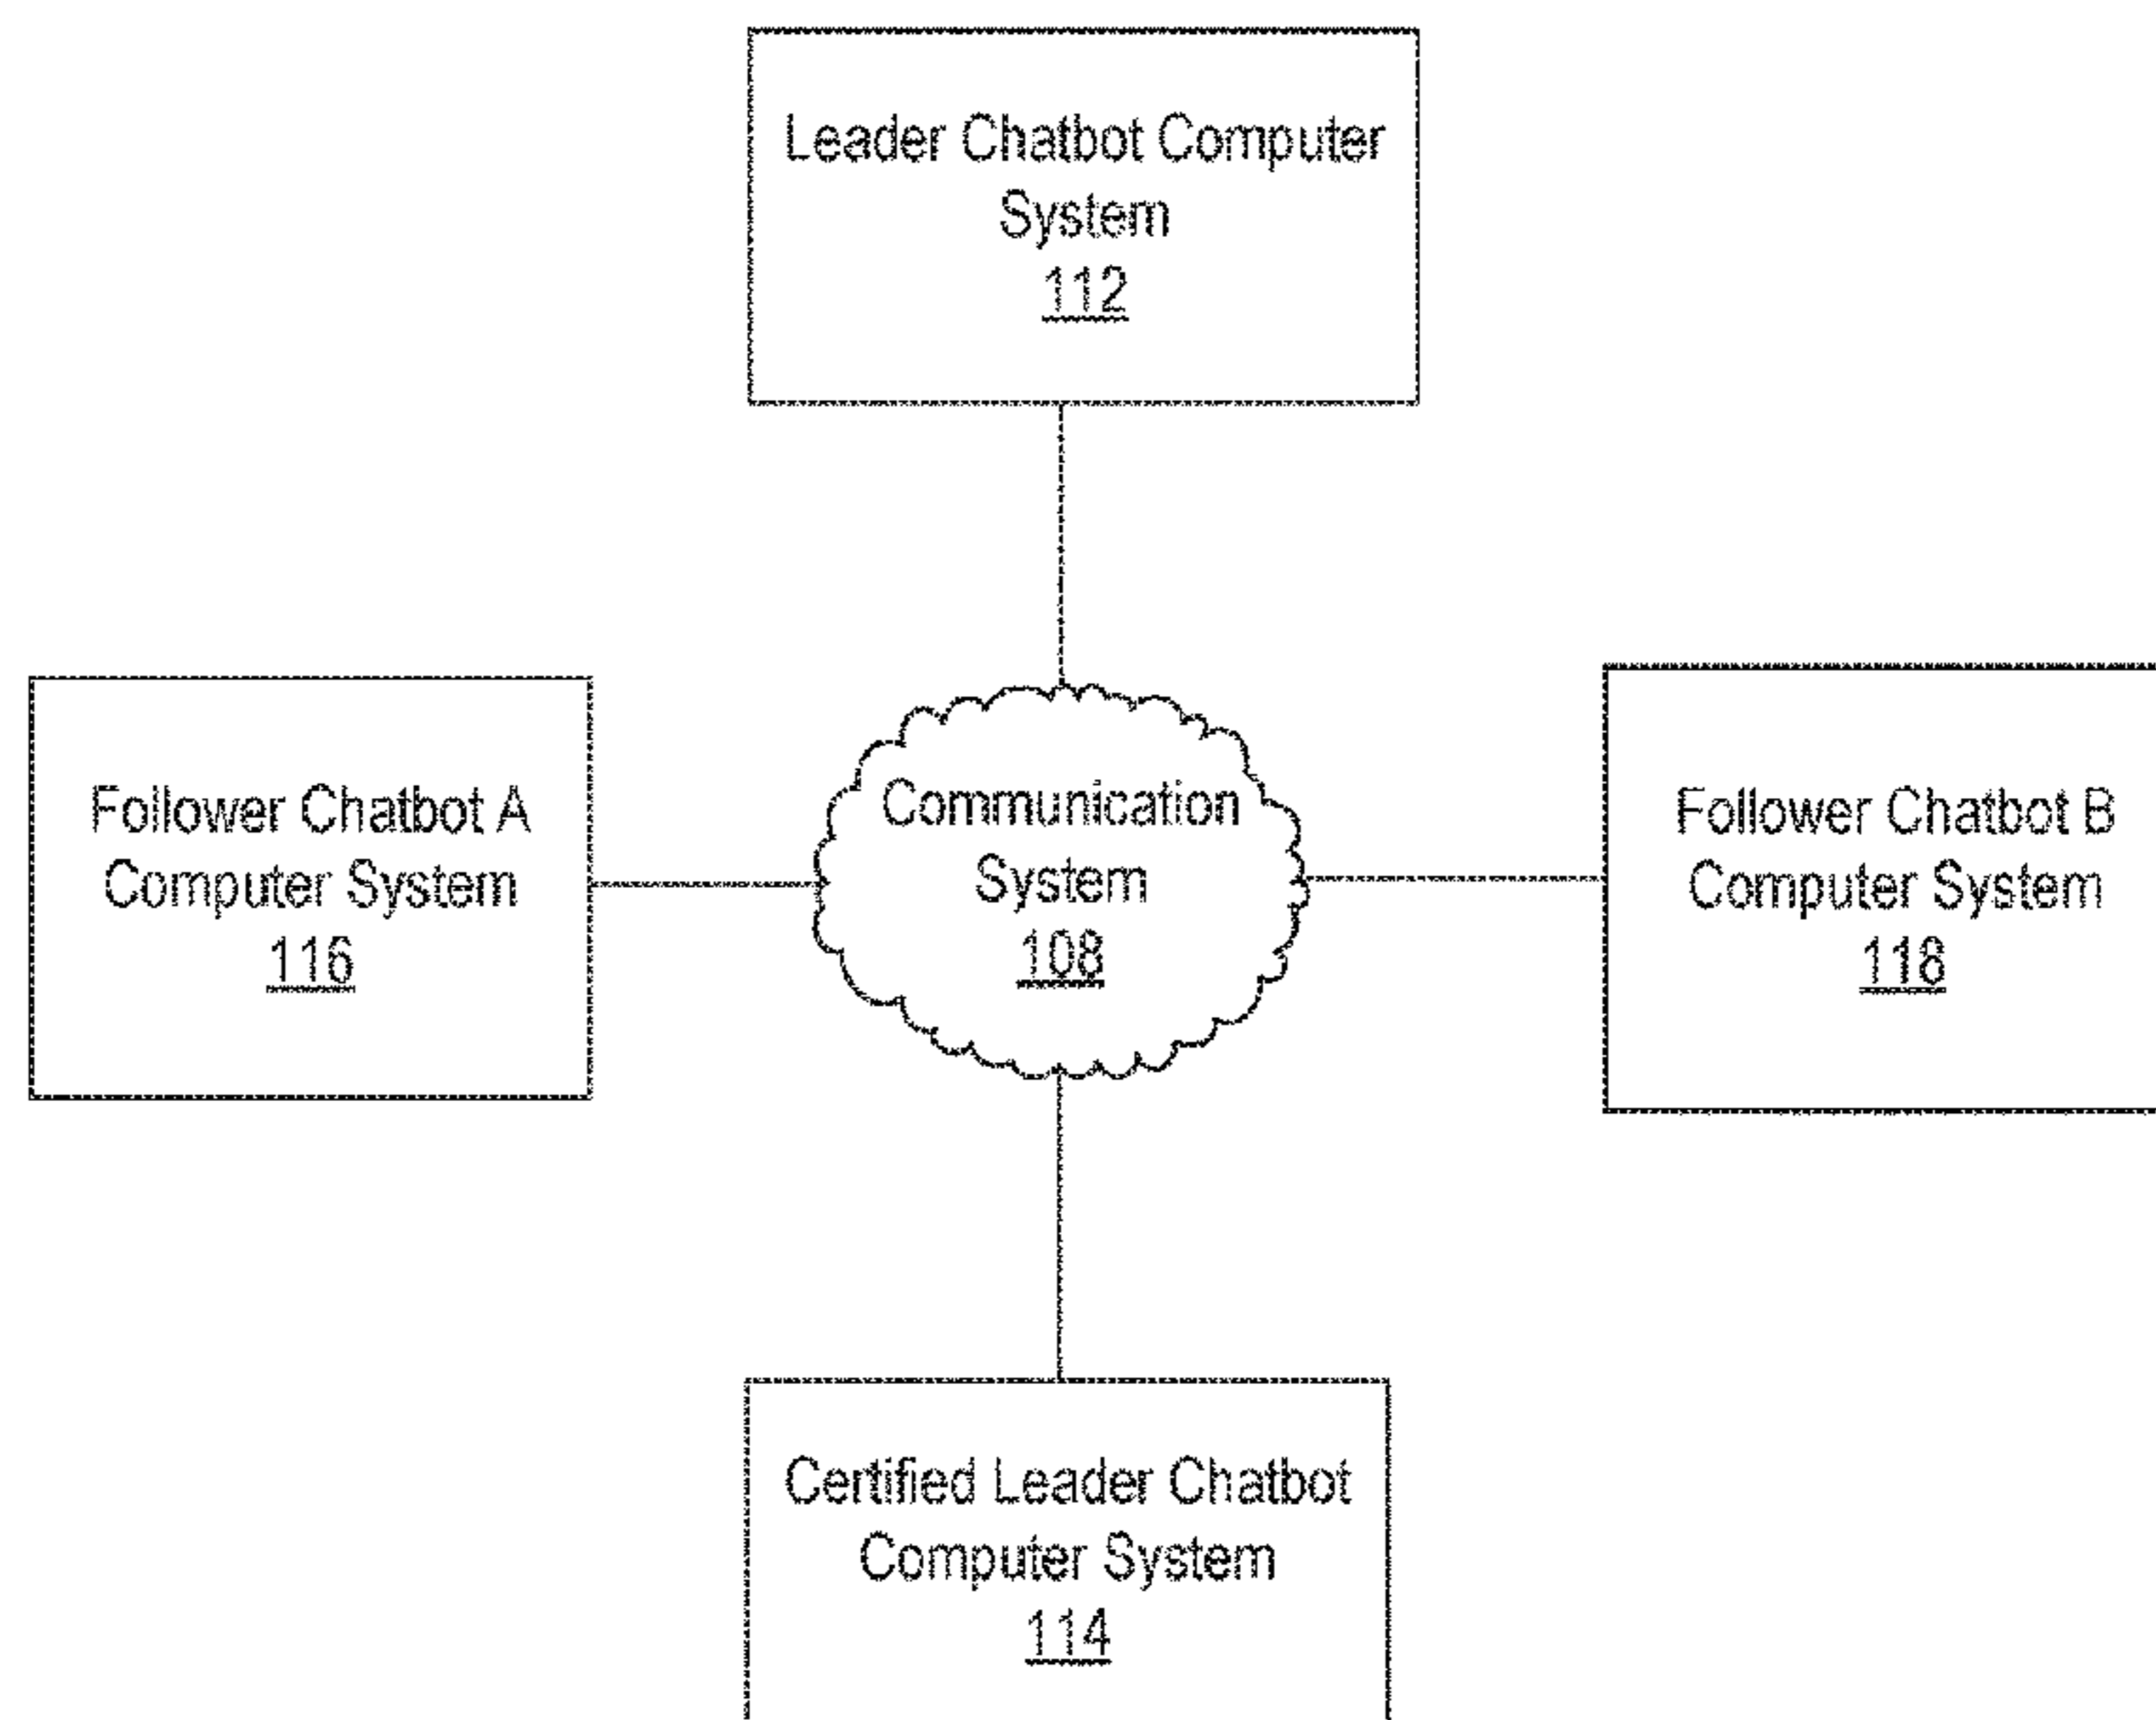 Leader Chatbot Computer
System
112
Follower Chatbot A
Computer System
116
Communication
System
108
Follower Chatbot B
Computer System
118
Certified Leader Chatbot
Computer System
114